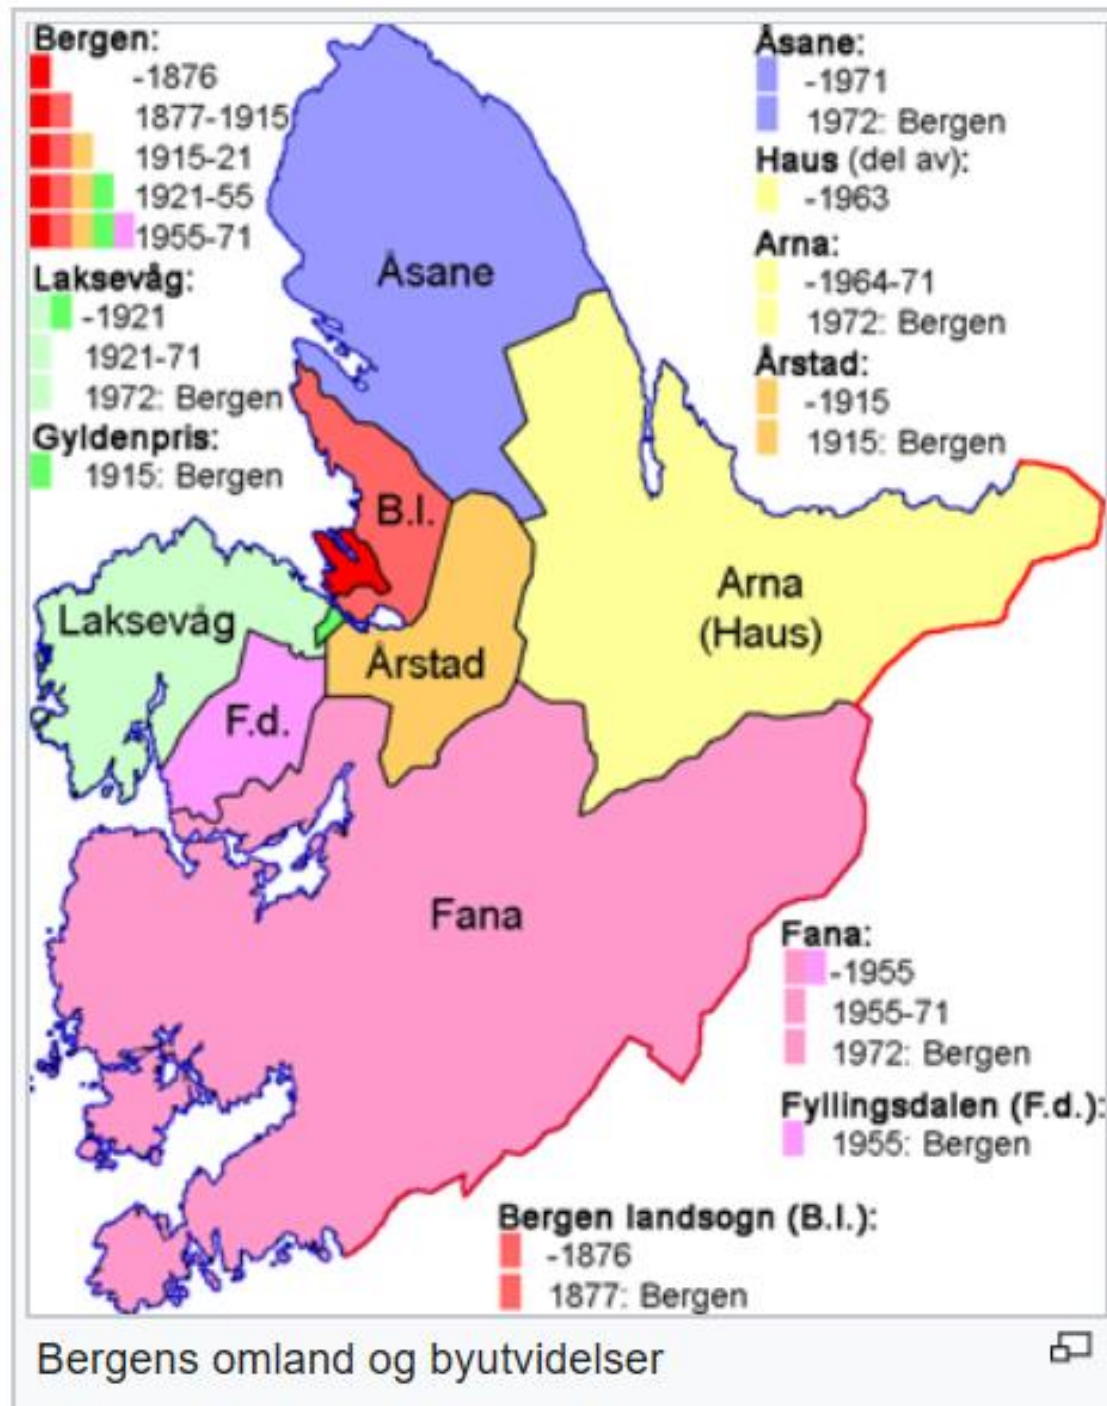 Bergen:
-1876
1877-1915
1915-21
1921-55
1955-71
Laksevåg:
-1921
1921-71
1972: Bergen
Gyldenpris:
1915: Bergen
Åsane:
-1971
1972: Bergen
Haus (del av):
-1963
Arna:
-1964-71
1972: Bergen
Årstad:
-1915
1915: Bergen
Åsane
B.l.
Laksevåg
Årstad
F.d.
Arna
(Haus)
Fana
Fana:
-1955
1955-71
1972: Bergen
Fyllingsdalen (F.d.):
1955: Bergen
Bergen landsogn (B.l.):
-1876
1877: Bergen
Bergens omland og byutvidelser